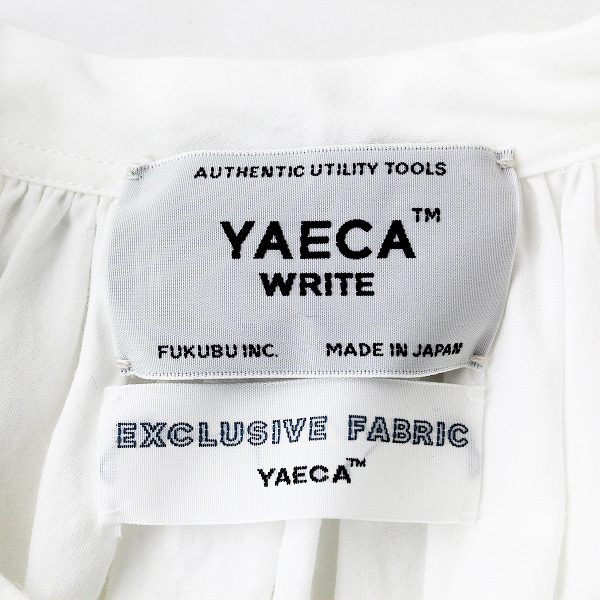 AUTHENTIC UTILITY TOOLS
YAECA™
WRITE
FUKUBU INC. MADE IN JAPAN
EXCLUSIVE FABRIC
YAECA™